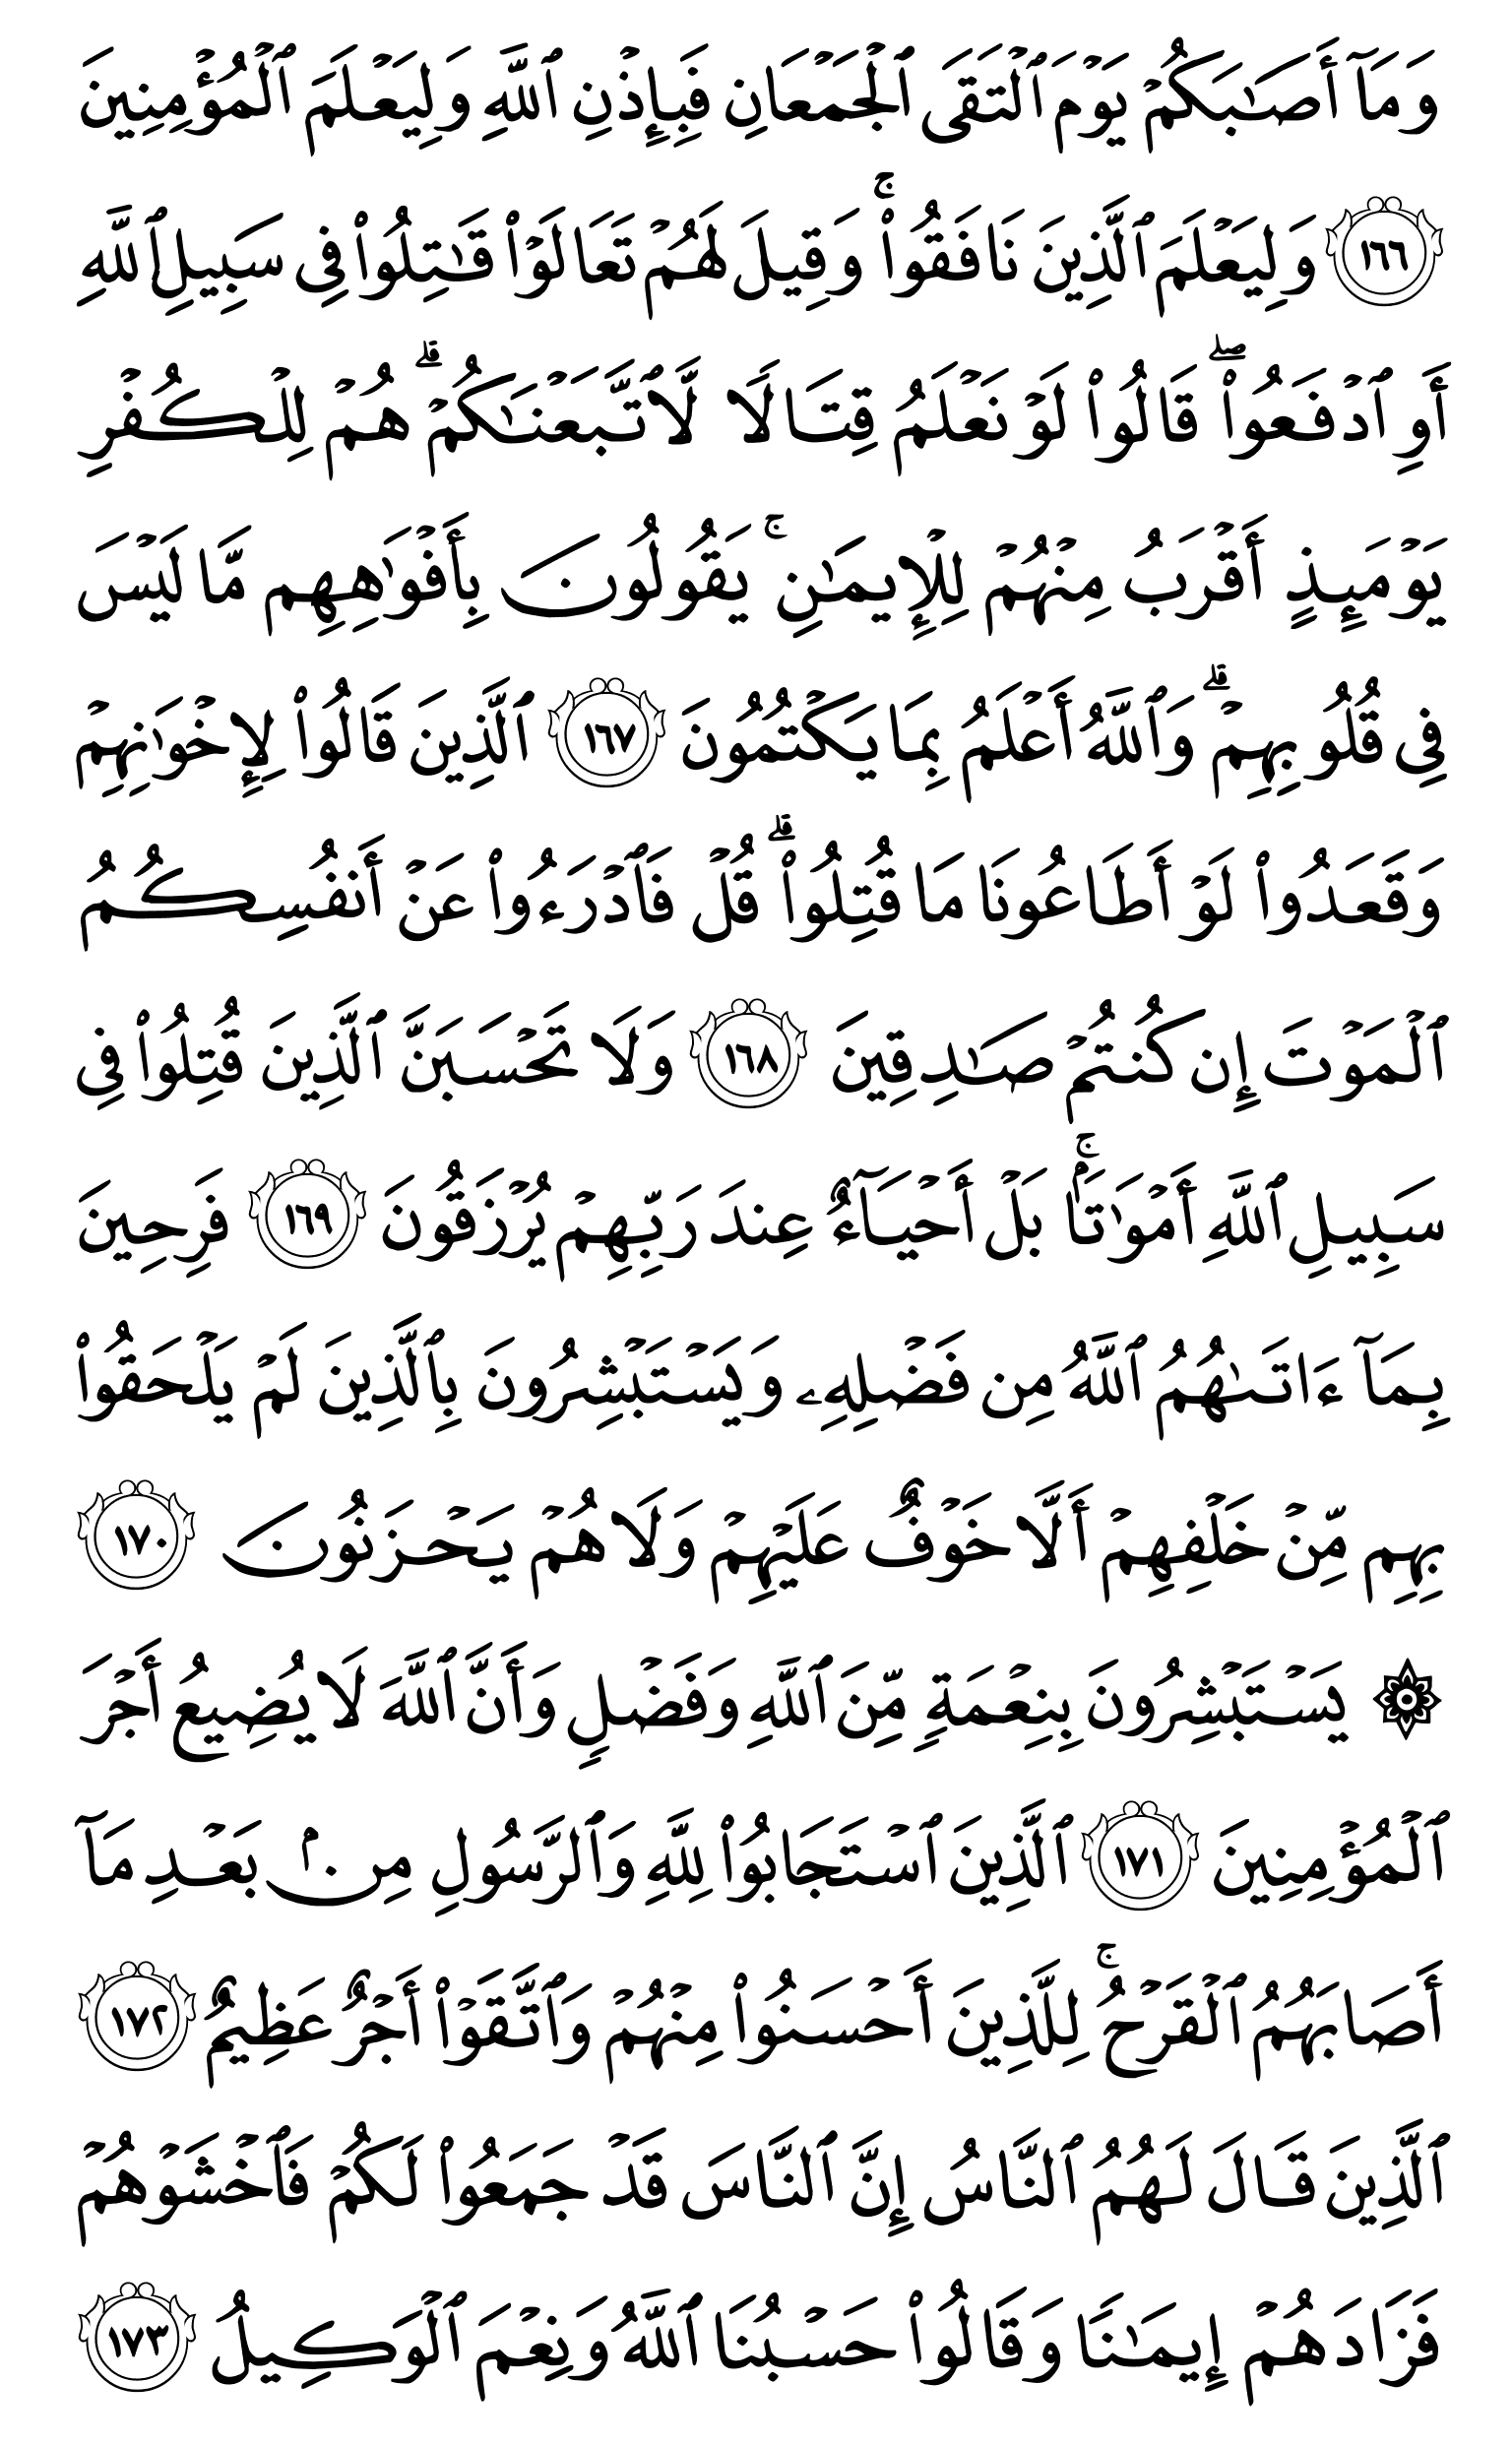 وَمَآ أَصَـٰبَكُمْ يَوْمَ ٱلْتَقَى ٱلْجَمْعَانِ فَبِإِذْنِ ٱللَّهِ وَلِيَعْلَمَ ٱلْمُؤْمِنِينَ
١٦٦ وَلِيَعْلَمَ ٱلَّذِينَ نَافَقُوا۟ ۚ وَقِيلَ لَهُمْ تَعَالَوْا۟ قَـٰتِلُوا۟ فِى سَبِيلِ ٱللَّهِ
أَوِ ٱدْفَعُوا۟ ۖ قَالُوا۟ لَوْ نَعْلَمُ قِتَالًا لَّٱتَّبَعْنَـٰكُمْ ۗ هُمْ لِلْكُفْرِ
يَوْمَئِذٍ أَقْرَبُ مِنْهُمْ لِلْإِيمَـٰنِ ۚ يَقُولُونَ بِأَفْوَٰهِهِم مَّا لَيْسَ
فِى قُلُوبِهِمْ ۗ وَٱللَّهُ أَعْلَمُ بِمَا يَكْتُمُونَ ١٦٧ ٱلَّذِينَ قَالُوا۟ لِإِخْوَٰنِهِمْ
وَقَعَدُوا۟ لَوْ أَطَاعُونَا مَا قُتِلُوا۟ ۗ قُلْ فَٱدْرَءُوا۟ عَنْ أَنفُسِكُمُ
ٱلْمَوْتَ إِن كُنتُمْ صَـٰدِقِينَ ١٦٨ وَلَا تَحْسَبَنَّ ٱلَّذِينَ قُتِلُوا۟ فِى
سَبِيلِ ٱللَّهِ أَمْوَٰتًۢا ۚ بَلْ أَحْيَآءٌ عِندَ رَبِّهِمْ يُرْزَقُونَ ١٦٩ فَرِحِينَ
بِمَآ ءَاتَىٰهُمُ ٱللَّهُ مِن فَضْلِهِۦ وَيَسْتَبْشِرُونَ بِٱلَّذِينَ لَمْ يَلْحَقُوا۟
بِهِم مِّنْ خَلْفِهِمْ أَلَّا خَوْفٌ عَلَيْهِمْ وَلَا هُمْ يَحْزَنُونَ ١٧٠
۞ يَسْتَبْشِرُونَ بِنِعْمَةٍ مِّنَ ٱللَّهِ وَفَضْلٍ وَأَنَّ ٱللَّهَ لَا يُضِيعُ أَجْرَ
ٱلْمُؤْمِنِينَ ١٧١ ٱلَّذِينَ ٱسْتَجَابُوا۟ لِلَّهِ وَٱلرَّسُولِ مِنۢ بَعْدِ مَآ
أَصَابَهُمُ ٱلْقَرْحُ ۚ لِلَّذِينَ أَحْسَنُوا۟ مِنْهُمْ وَٱتَّقَوْا۟ أَجْرٌ عَظِيمٌ ١٧٢
ٱلَّذِينَ قَالَ لَهُمُ ٱلنَّاسُ إِنَّ ٱلنَّاسَ قَدْ جَمَعُوا۟ لَكُمْ فَٱخْشَوْهُمْ
فَزَادَهُمْ إِيمَـٰنًا وَقَالُوا۟ حَسْبُنَا ٱللَّهُ وَنِعْمَ ٱلْوَكِيلُ ١٧٣